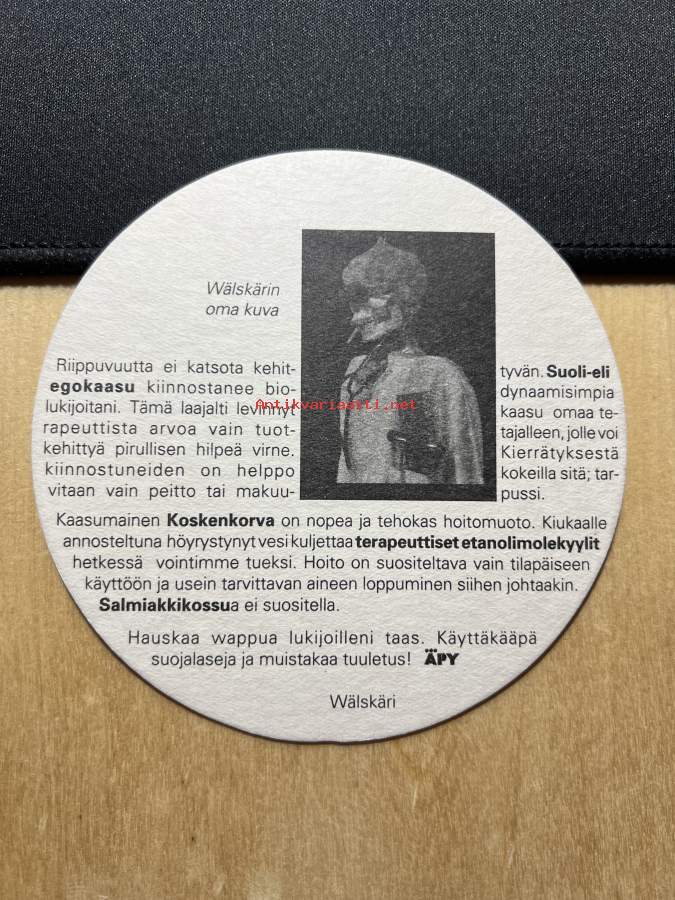 Wälskärin
oma kuva
Riippuvuutta ei katsota kehit- tyvän. Suoli-eli
egokaasu kiinnostanee bio- dynaamisimpia
lukijoitani. Tämä laajalti levinnyt kaasu omaa te-
rapeuttista arvoa vain tuot- tajalleen, jolle voi
kehittyä pirullisen hilpeä virne. Kierrätyksestä
kiinnostuneiden on helppo kokeilla sitä; tar-
vitaan vain peitto tai makuu- pussi.
Antikvariaatti.net
Kaasumainen Koskenkorva on nopea ja tehokas hoitomuoto. Kiukaalle
annosteltuna höyrystynyt vesi kuljettaa terapeuttiset etanolimolekyylit
hetkessä vointimme tueksi. Hoito on suositeltava vain tilapäiseen
käyttöön ja usein tarvittavan aineen loppuminen siihen johtaakin.
Salmiakkikossua ei suositella.
Hauskaa wappua lukijoilleni taas. Käyttäkääpä
suojalaseja ja muistakaa tuuletus! ÄPY
Wälskäri